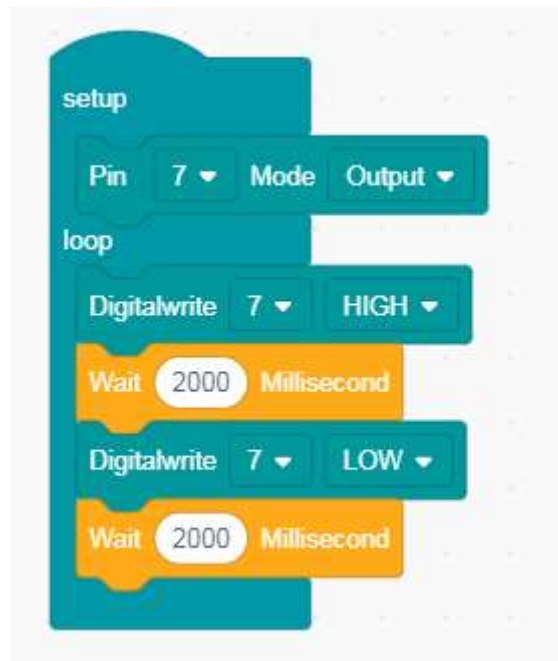 setup
Pin 7 Mode Output
loop
Digitalwrite 7 HIGH
Wait 2000 Millisecond
Digitalwrite 7 LOW
Wait 2000 Millisecond